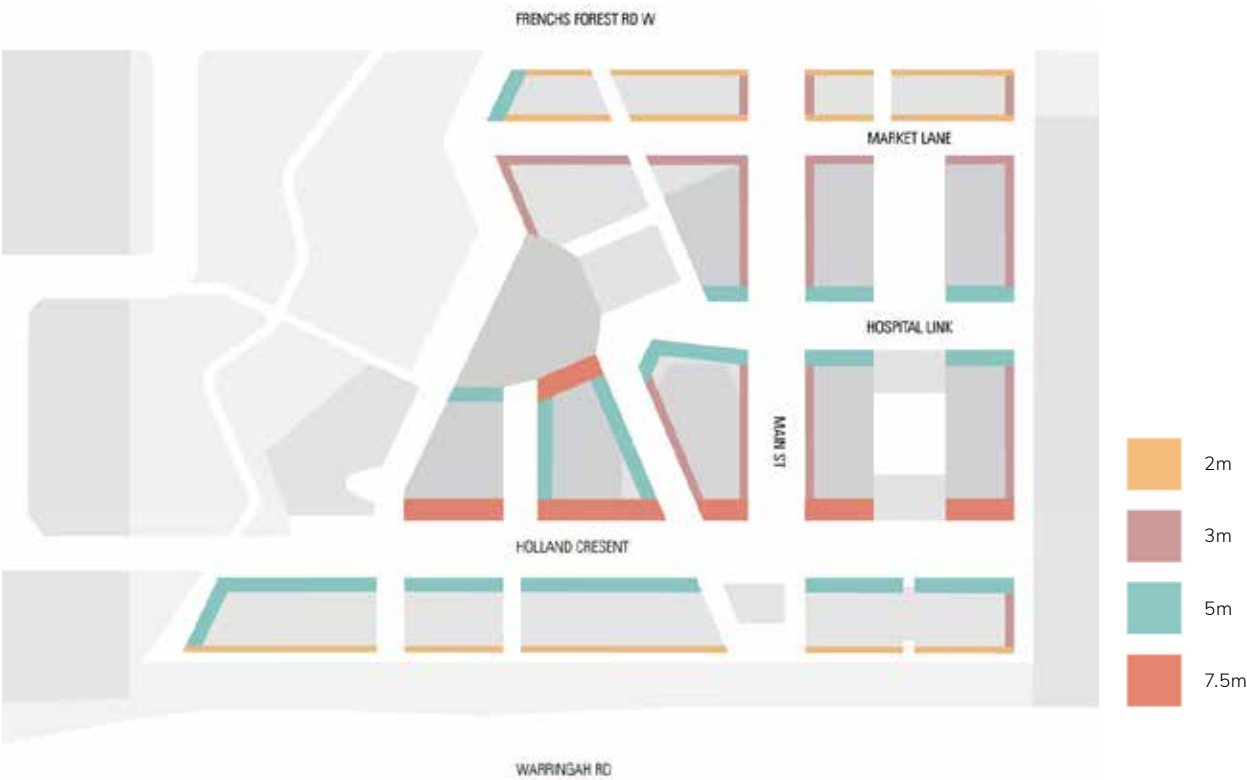 FRENCHS FOREST RD W
MARKET LANE
HOSPITAL LINK
MAIN ST
HOLLAND CRESENT
WARRINGAH RD
2m
3m
5m
7.5m